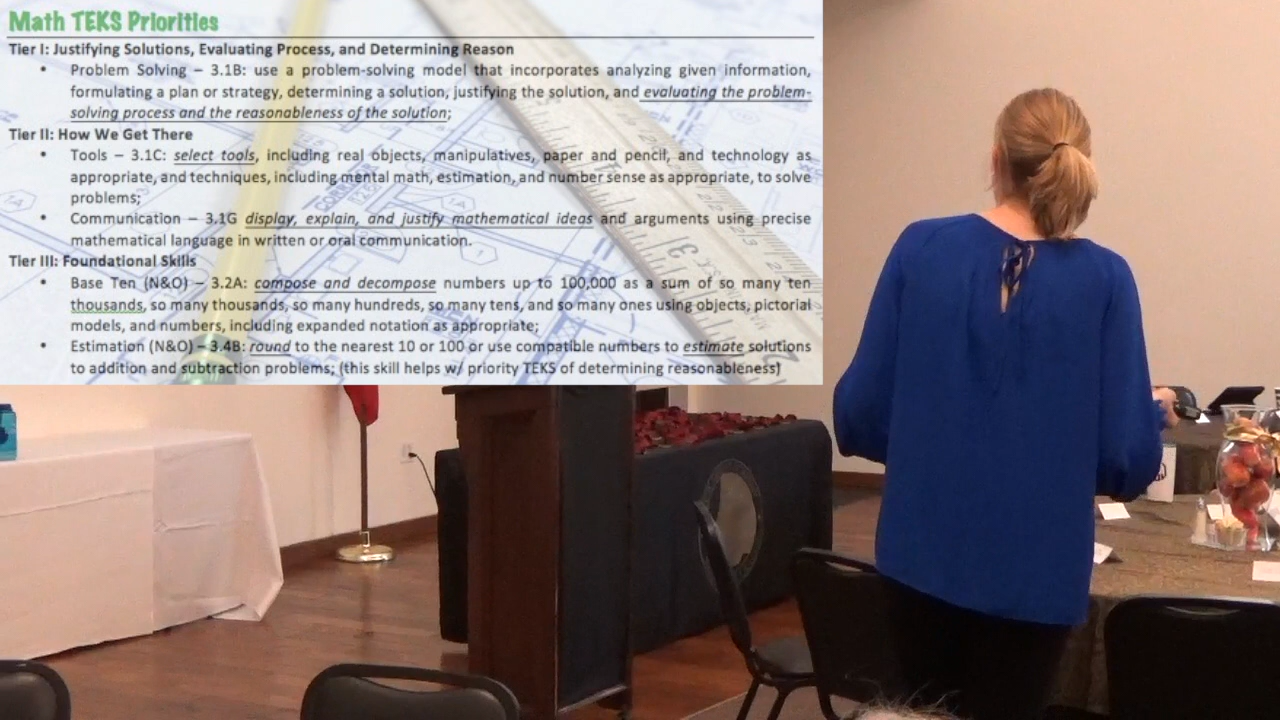 Math TEKS Priorities
Tier I: Justifying Solutions, Evaluating Process, and Determining Reason
• Problem Solving – 3.1B: use a problem-solving model that incorporates analyzing given information,
formulating a plan or strategy, determining a solution, justifying the solution, and evaluating the problem-
solving process and the reasonableness of the solution;
Tier II: How We Get There
• Tools – 3.1C: select tools, including real objects, manipulatives, paper and pencil, and technology as
appropriate, and techniques, including mental math, estimation, and number sense as appropriate, to solve
problems;
• Communication – 3.1G display, explain, and justify mathematical ideas and arguments using precise
mathematical language in written or oral communication.
Tier III: Foundational Skills
• Base Ten (N&O) – 3.2A: compose and decompose numbers up to 100,000 as a sum of so many ten
thousands, so many thousands, so many hundreds, so many tens, and so many ones using objects, pictorial
models, and numbers, including expanded notation as appropriate;
• Estimation (N&O) – 3.4B: round to the nearest 10 or 100 or use compatible numbers to estimate solutions
to addition and subtraction problems; (this skill helps w/ priority TEKS of determining reasonableness)